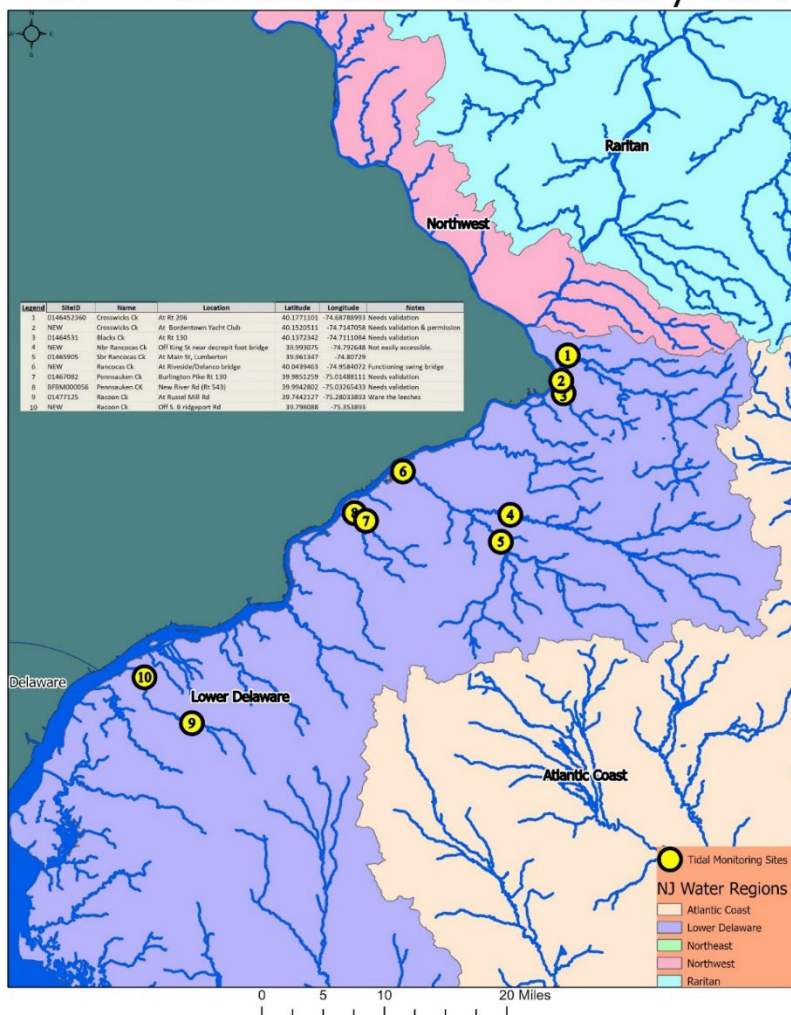 N
W E
S
Raritan
Northwest
Legend SiteID Name Location Latitude Longitude Notes
1 0146452360 Crosswicks Ck At Rt 206 40.1771101 -74.68788993 Needs validation
2 NEW Crosswicks Ck At Bordentown Yacht Club 40.1520511 -74.7147058 Needs validation & permission
3 01464531 Blacks Ck At Rt 130 40.1372342 -74.7111084 Needs validation
4 NEW Nbr Rancocas Ck Off King St near decrepit foot bridge 39.993075 -74.792648 Not easily accessible.
5 01465905 Sbr Rancocas Ck At Main St, Lumberton 39.961347 -74.80729
6 NEW Rancocas Ck At Riveside/Delanco bridge 40.0439463 -74.9584072 Functioning swing bridge
7 01467082 Pennsauken Ck Burlington Pike Rt 130 39.9851259 -75.01488111 Needs validation
8 BFBM000056 Pennsauken CK New River Rd (Rt 543) 39.9942802 -75.03265433 Needs validation
9 01477125 Racoon Ck At Russel Mill Rd 39.7442127 -75.28033893 Ware the leeches
10 NEW Racoon Ck Off S. Bridgeport Rd 39.798088 -75.353893
1
2
3
6
8 7
4
5
Delaware
10
Lower Delaware
9
Atlantic Coast
Tidal Monitoring Sites
NJ Water Regions
Atlantic Coast
Lower Delaware
Northeast
Northwest
Raritan
0 5 10 20 Miles